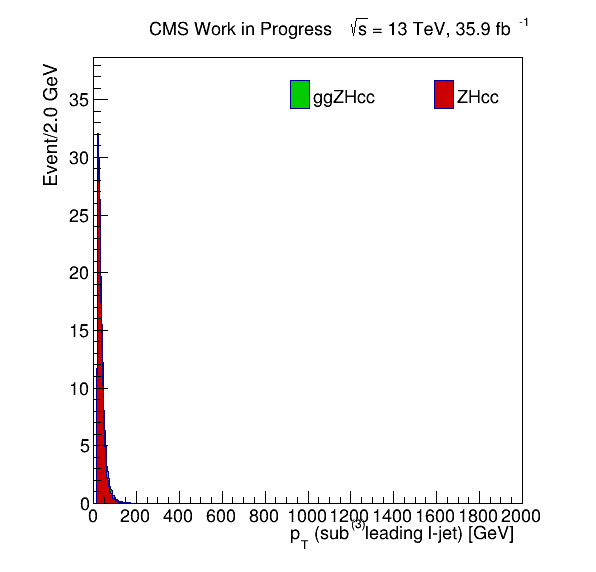 CMS Work in Progress √s = 13 TeV, 35.9 fb⁻¹
Event/2.0 GeV
ggZHcc ZHcc
35
30
25
20
15
10
5
0
0 200 400 600 800 1000 1200 1400 1600 1800 2000
p_T (sub^(3) leading l-jet) [GeV]